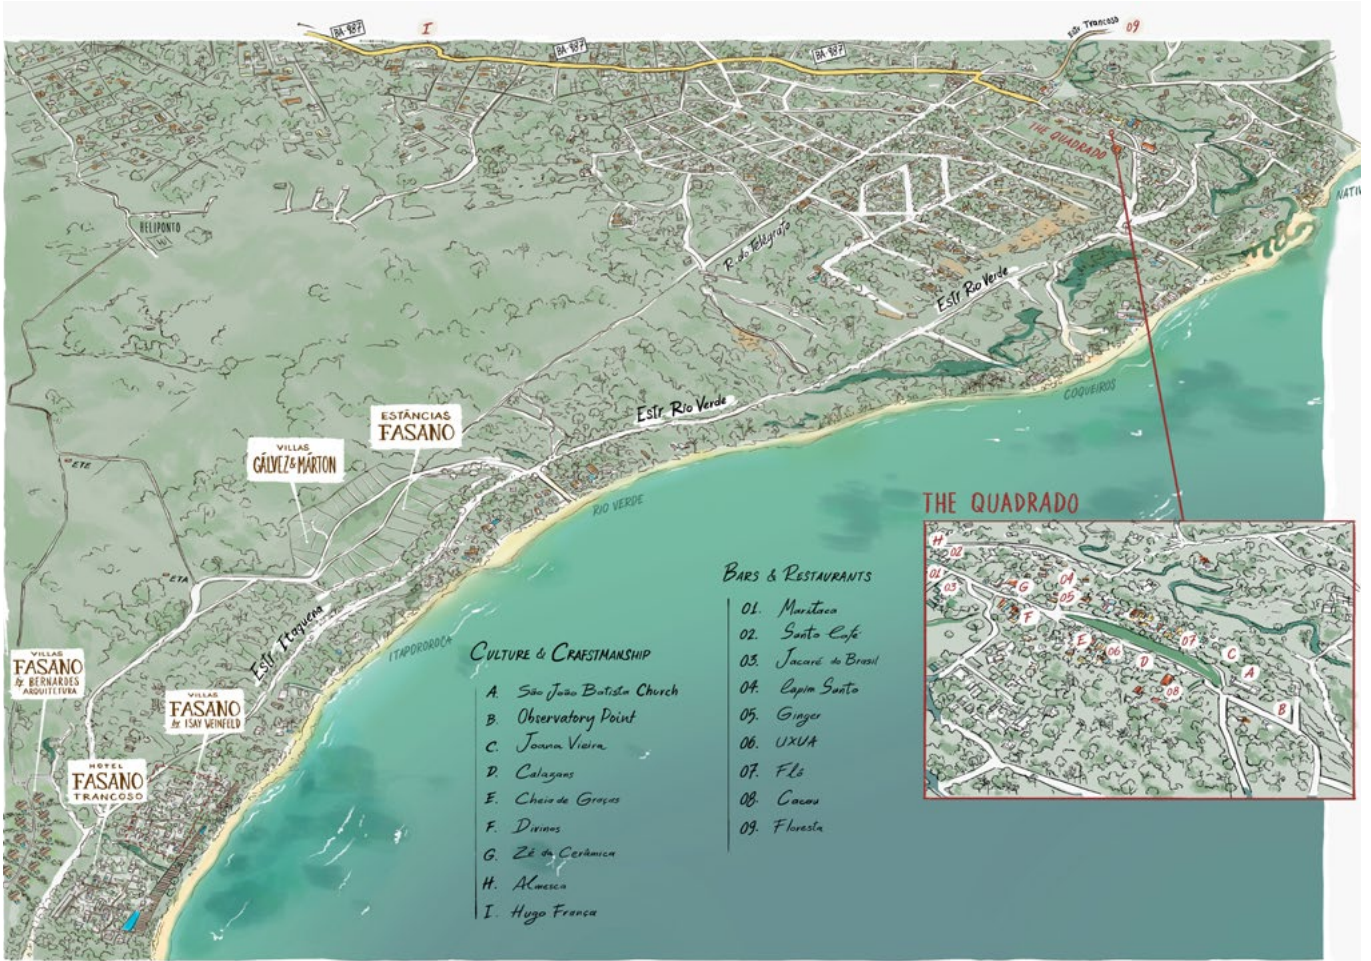 BA-987
I
BA-987
BA-987
Estr. Trancoso
09
THE QUADRADO
NATIV
HELIPONTO
H
R. do Telégrafo
Estr Rio Verde
COQUEIROS
Estr Rio Verde
ESTÂNCIAS
FASANO
VILLAS
GÁLVEZ & MÁRTON
ETE
RIO VERDE
ETA
Estr. Itaquena
ITAPOROROCA
VILLAS
FASANO
by BERNARDES
ARQUITETURA
VILLAS
FASANO
by ISAY WEINFELD
HOTEL
FASANO
TRANCOSO
CULTURE & CRAFSTMANSHIP
A. São João Batista Church
B. Observatory Point
C. Joana Vieira
D. Calazans
E. Cheia de Graças
F. Divinas
G. Zé da Cerâmica
H. Almesca
I. Hugo França
BARS & RESTAURANTS
01. Maritaca
02. Santo Café
03. Jacaré do Brasil
04. Capim Santo
05. Ginger
06. UXUA
07. Flô
08. Cacau
09. Floresta
THE QUADRADO
H
02
01
03
G
04
05
F
E
06
D
07
08
C
A
B